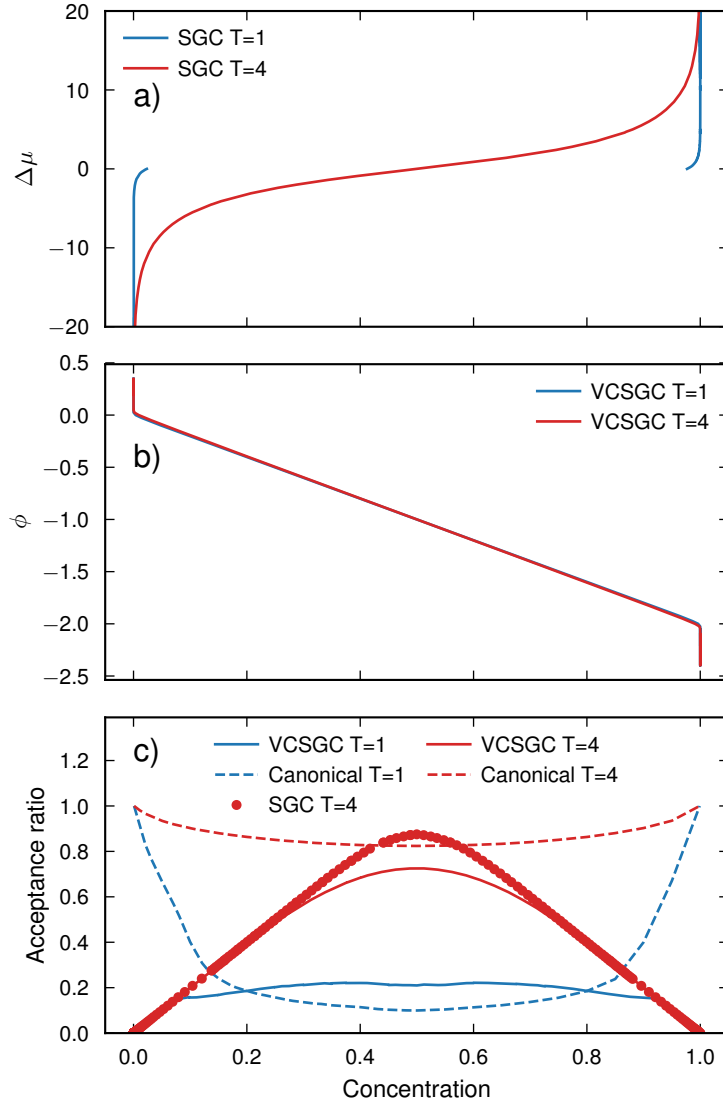 20
10
0
−10
−20
Δμ
SGC T=1
SGC T=4
a)
0.5
0.0
−0.5
−1.0
−1.5
−2.0
−2.5
ϕ
VCSGC T=1
VCSGC T=4
b)
c)
VCSGC T=1
VCSGC T=4
Canonical T=1
Canonical T=4
SGC T=4
1.2
1.0
0.8
0.6
0.4
0.2
0.0
Acceptance ratio
0.0 0.2 0.4 0.6 0.8 1.0
Concentration